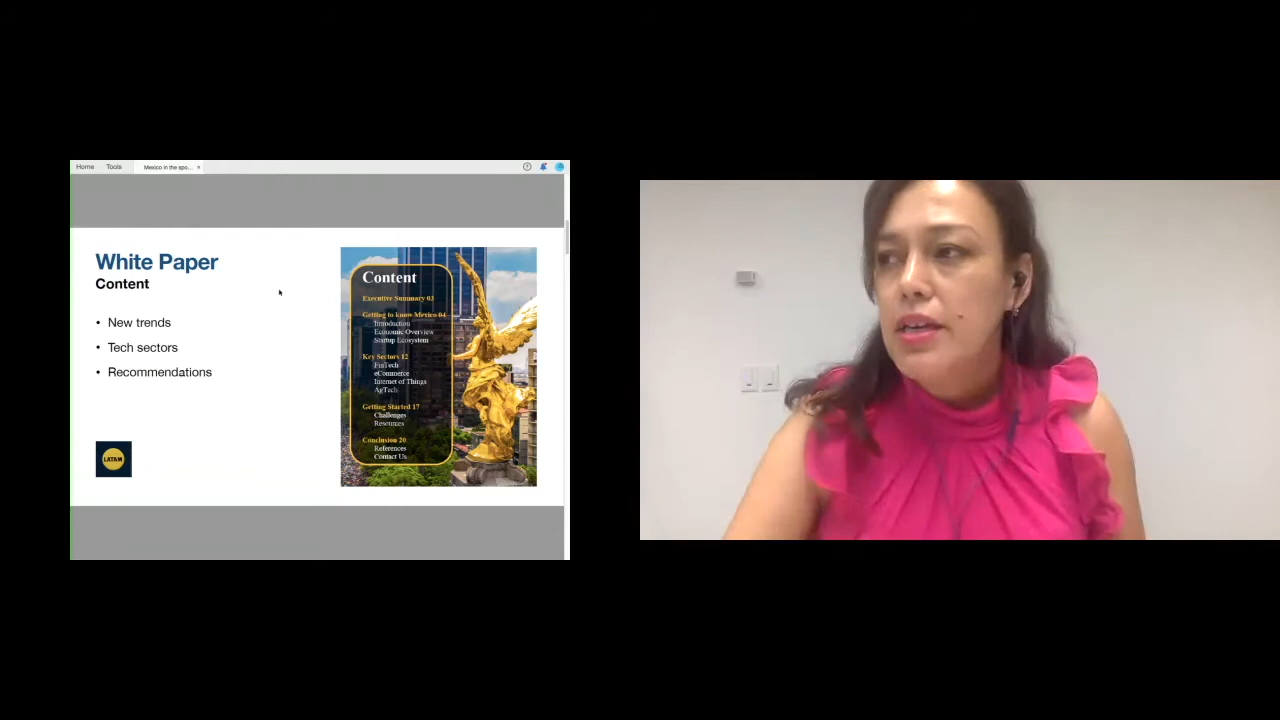 Home Tools Mexico in the spo... ×
White Paper
Content
• New trends
• Tech sectors
• Recommendations
LATAM
Content
Executive Summary 03
Getting to know Mexico 04
Introduction
Economic Overview
Startup Ecosystem
Key Sectors 12
FinTech
eCommerce
Internet of Things
AgTech
Getting Started 17
Challenges
Resources
Conclusion 20
References
Contact Us